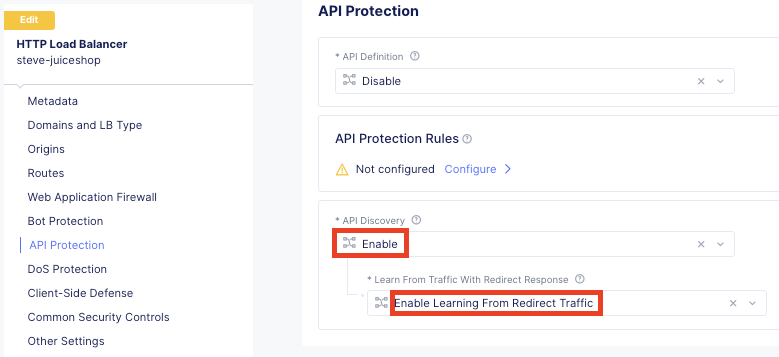 Edit
HTTP Load Balancer
steve-juiceshop
Metadata
Domains and LB Type
Origins
Routes
Web Application Firewall
Bot Protection
API Protection
DoS Protection
Client-Side Defense
Common Security Controls
Other Settings
API Protection
* API Definition
Disable
API Protection Rules
Not configured Configure
* API Discovery
Enable
* Learn From Traffic With Redirect Response
Enable Learning From Redirect Traffic